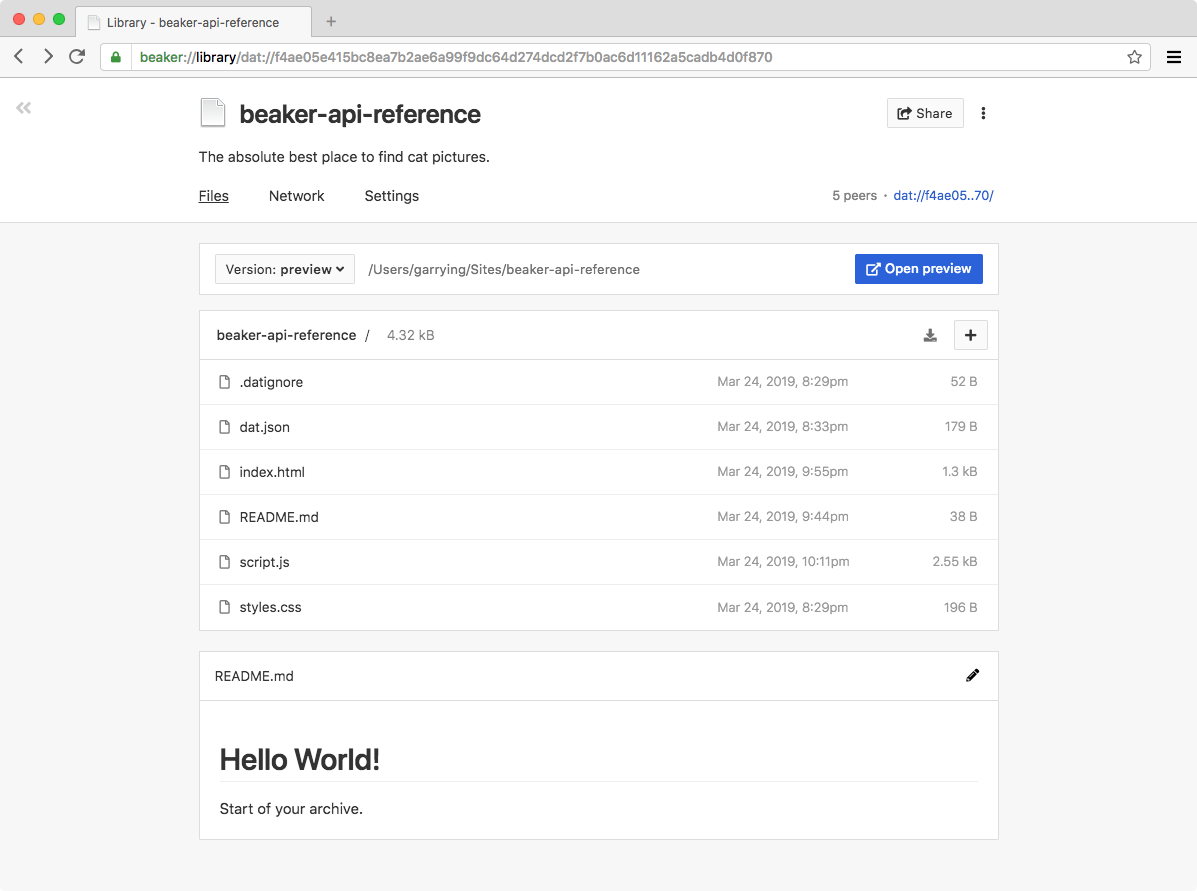 Library - beaker-api-reference
beaker://library/dat://f4ae05e415bc8ea7b2ae6a99f9dc64d274dcd2f7b0ac6d11162a5cadb4d0f870
beaker-api-reference
Share
The absolute best place to find cat pictures.
Files Network Settings 5 peers · dat://f4ae05..70/
Version: preview /Users/garrying/Sites/beaker-api-reference Open preview
beaker-api-reference / 4.32 kB
.datignore Mar 24, 2019, 8:29pm 52 B
dat.json Mar 24, 2019, 8:33pm 179 B
index.html Mar 24, 2019, 9:55pm 1.3 kB
README.md Mar 24, 2019, 9:44pm 38 B
script.js Mar 24, 2019, 10:11pm 2.55 kB
styles.css Mar 24, 2019, 8:29pm 196 B
README.md
Hello World!
Start of your archive.